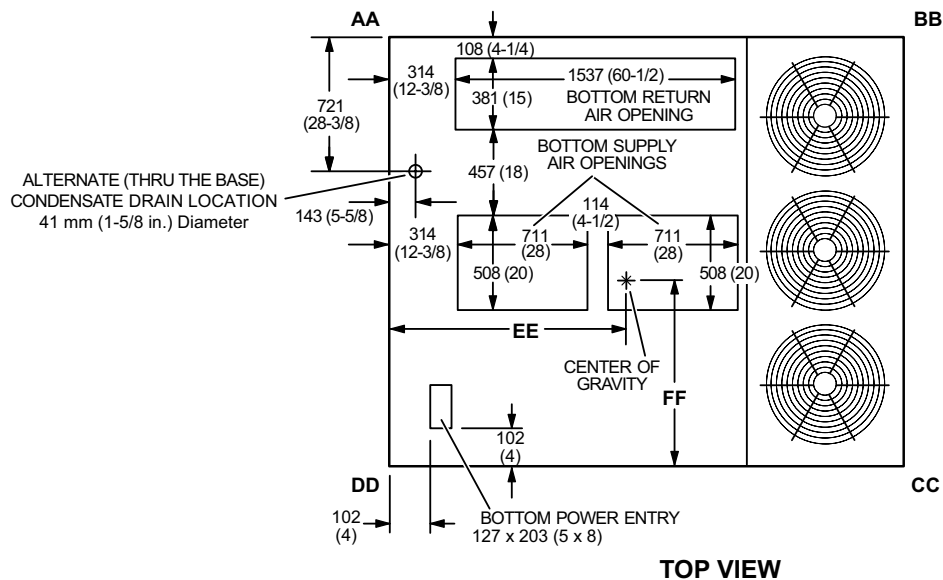 AA
BB
108 (4-1/4)
314
(12-3/8)
1537 (60-1/2)
381 (15)
BOTTOM RETURN
AIR OPENING
721
(28-3/8)
BOTTOM SUPPLY
AIR OPENINGS
457 (18)
ALTERNATE (THRU THE BASE)
CONDENSATE DRAIN LOCATION
41 mm (1-5/8 in.) Diameter
143 (5-5/8)
114
(4-1/2)
314
(12-3/8)
711
(28)
711
(28)
508 (20)
508 (20)
EE
CENTER OF
GRAVITY
FF
102
(4)
DD
CC
102
(4)
BOTTOM POWER ENTRY
127 x 203 (5 x 8)
TOP VIEW